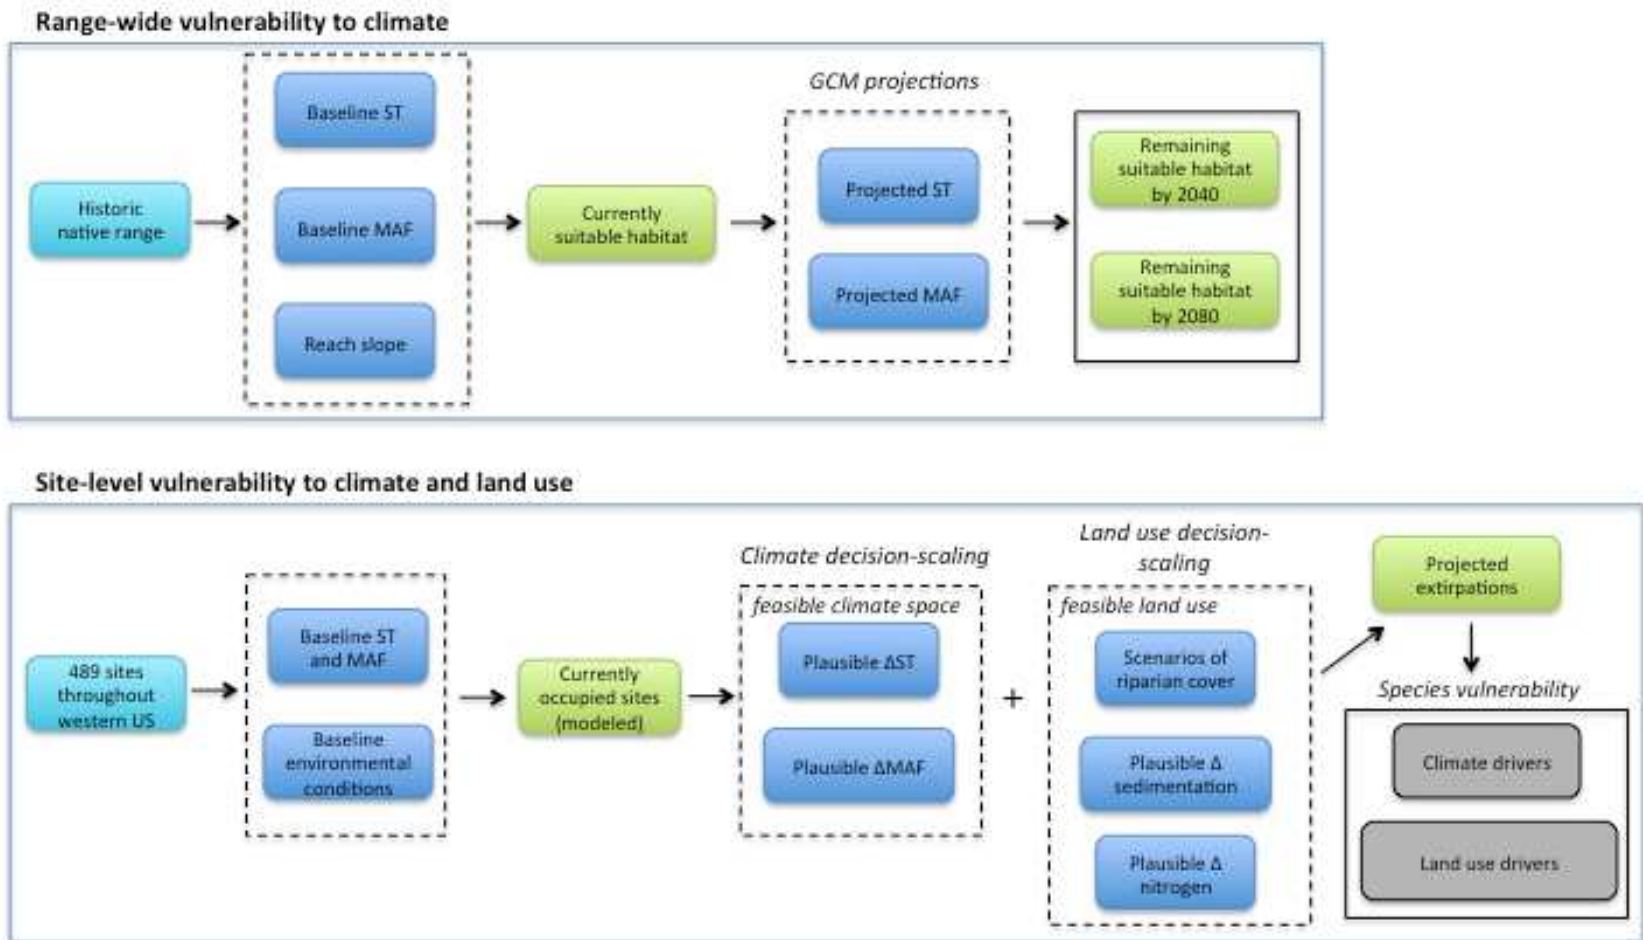 Range-wide vulnerability to climate
Historic
native range
Baseline ST
Baseline MAF
Reach slope
Currently
suitable habitat
GCM projections
Projected ST
Projected MAF
Remaining
suitable habitat
by 2040
Remaining
suitable habitat
by 2080
Site-level vulnerability to climate and land use
489 sites
throughout
western US
Baseline ST
and MAF
Baseline
environmental
conditions
Currently
occupied sites
(modeled)
Climate decision-scaling
feasible climate space
Plausible ΔST
Plausible ΔMAF
+
Land use decision-
scaling
feasible land use
Scenarios of
riparian cover
Plausible Δ
sedimentation
Plausible Δ
nitrogen
Projected
extirpations
Species vulnerability
Climate drivers
Land use drivers